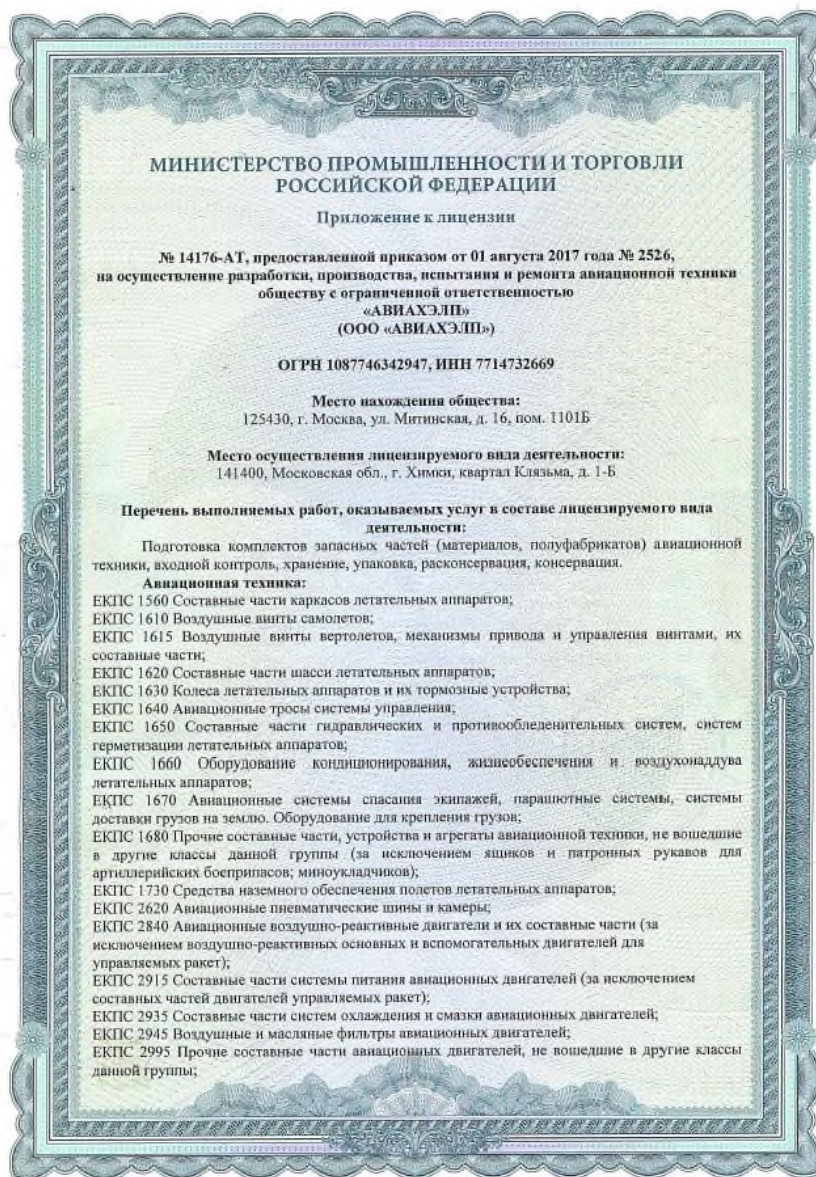 МИНИСТЕРСТВО ПРОМЫШЛЕННОСТИ И ТОРГОВЛИ
РОССИЙСКОЙ ФЕДЕРАЦИИ
Приложение к лицензии
№ 14176-АТ, предоставленной приказом от 01 августа 2017 года № 2526,
на осуществление разработки, производства, испытания и ремонта авиационной техники
обществу с ограниченной ответственностью
«АВИАХЭЛП»
(ООО «АВИАХЭЛП»)
ОГРН 1087746342947, ИНН 7714732669
Место нахождения общества:
125430, г. Москва, ул. Митинская, д. 16, пом. 1101Б
Место осуществления лицензируемого вида деятельности:
141400, Московская обл., г. Химки, квартал Клязьма, д. 1-Б
Перечень выполняемых работ, оказываемых услуг в составе лицензируемого вида
деятельности:
Подготовка комплектов запасных частей (материалов, полуфабрикатов) авиационной
техники, входной контроль, хранение, упаковка, расконсервация, консервация.
Авиационная техника:
ЕКПС 1560 Составные части каркасов летательных аппаратов;
ЕКПС 1610 Воздушные винты самолетов;
ЕКПС 1615 Воздушные винты вертолетов, механизмы привода и управления винтами, их
составные части;
ЕКПС 1620 Составные части шасси летательных аппаратов;
ЕКПС 1630 Колеса летательных аппаратов и их тормозные устройства;
ЕКПС 1640 Авиационные тросы системы управления;
ЕКПС 1650 Составные части гидравлических и противообледенительных систем, систем
герметизации летательных аппаратов;
ЕКПС 1660 Оборудование кондиционирования, жизнеобеспечения и воздухонаддува
летательных аппаратов;
ЕКПС 1670 Авиационные системы спасания экипажей, парашютные системы, системы
доставки грузов на землю. Оборудование для крепления грузов;
ЕКПС 1680 Прочие составные части, устройства и агрегаты авиационной техники, не вошедшие
в другие классы данной группы (за исключением ящиков и патронных рукавов для
артиллерийских боеприпасов; миноукладчиков);
ЕКПС 1730 Средства наземного обеспечения полетов летательных аппаратов;
ЕКПС 2620 Авиационные пневматические шины и камеры;
ЕКПС 2840 Авиационные воздушно-реактивные двигатели и их составные части (за
исключением воздушно-реактивных основных и вспомогательных двигателей для
управляемых ракет);
ЕКПС 2915 Составные части системы питания авиационных двигателей (за исключением
составных частей двигателей управляемых ракет);
ЕКПС 2935 Составные части систем охлаждения и смазки авиационных двигателей;
ЕКПС 2945 Воздушные и масляные фильтры авиационных двигателей;
ЕКПС 2995 Прочие составные части авиационных двигателей, не вошедшие в другие классы
данной группы;